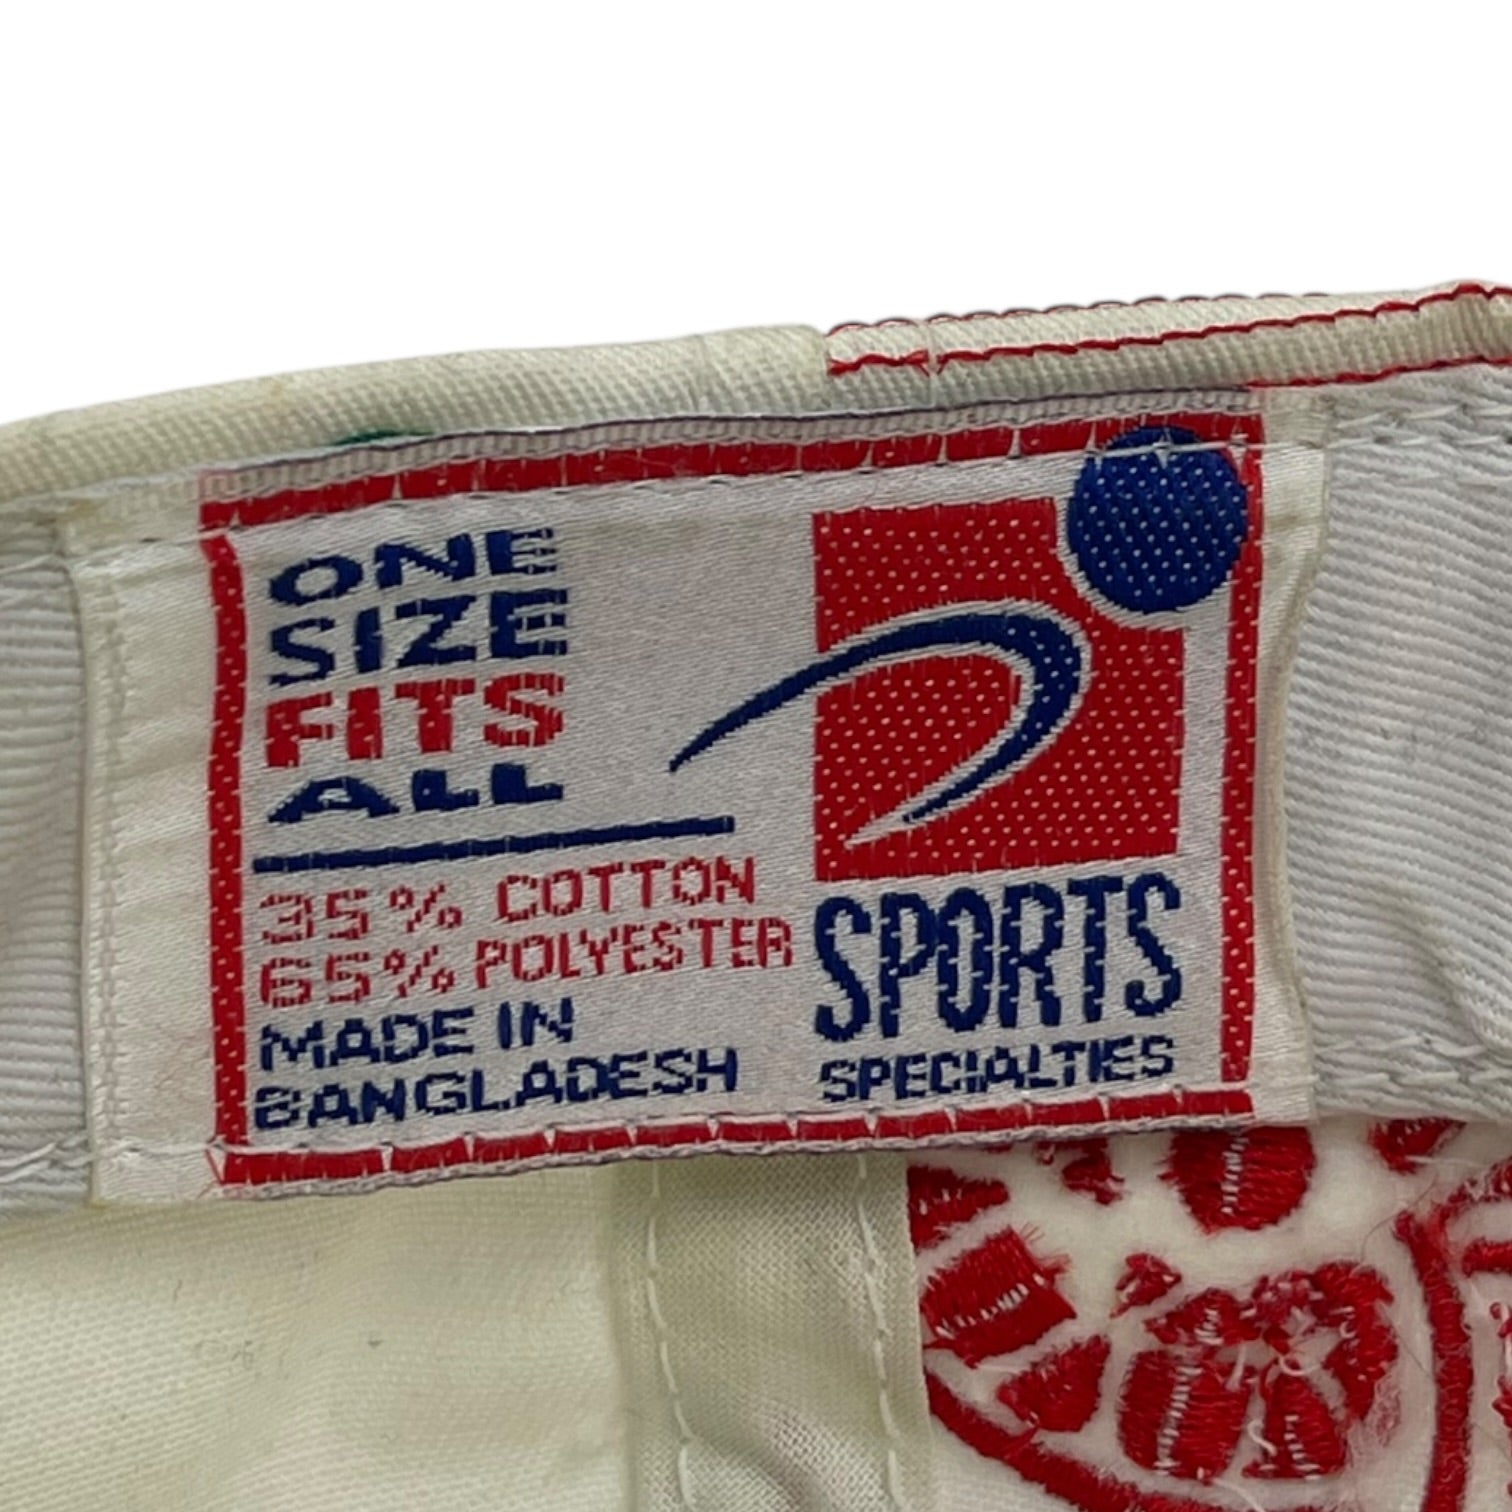 ONE
SIZE
FITS
ALL
35% COTTON
65% POLYESTER
MADE IN
BANGLADESH
SPORTS
SPECIALTIES